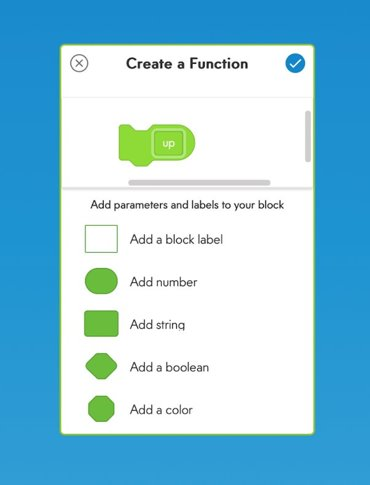 Create a Function
up
Add parameters and labels to your block
Add a block label
Add number
Add string
Add a boolean
Add a color